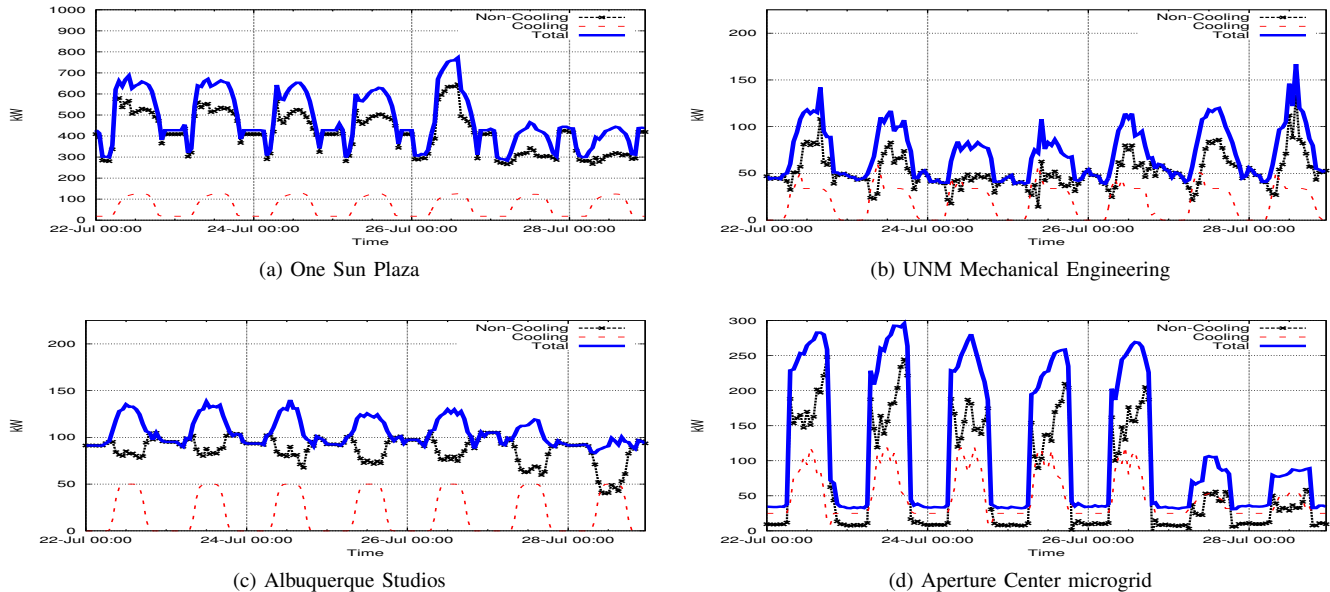 1000
900
800
700
600
500
400
300
200
100
0
kW
Non-Cooling
Cooling
Total
22-Jul 00:00 24-Jul 00:00 26-Jul 00:00 28-Jul 00:00
Time
(a) One Sun Plaza
200
150
100
50
0
kW
Non-Cooling
Cooling
Total
22-Jul 00:00 24-Jul 00:00 26-Jul 00:00 28-Jul 00:00
Time
(b) UNM Mechanical Engineering
200
150
100
50
0
kW
Non-Cooling
Cooling
Total
22-Jul 00:00 24-Jul 00:00 26-Jul 00:00 28-Jul 00:00
Time
(c) Albuquerque Studios
300
250
200
150
100
50
0
kW
Non-Cooling
Cooling
Total
22-Jul 00:00 24-Jul 00:00 26-Jul 00:00 28-Jul 00:00
Time
(d) Aperture Center microgrid